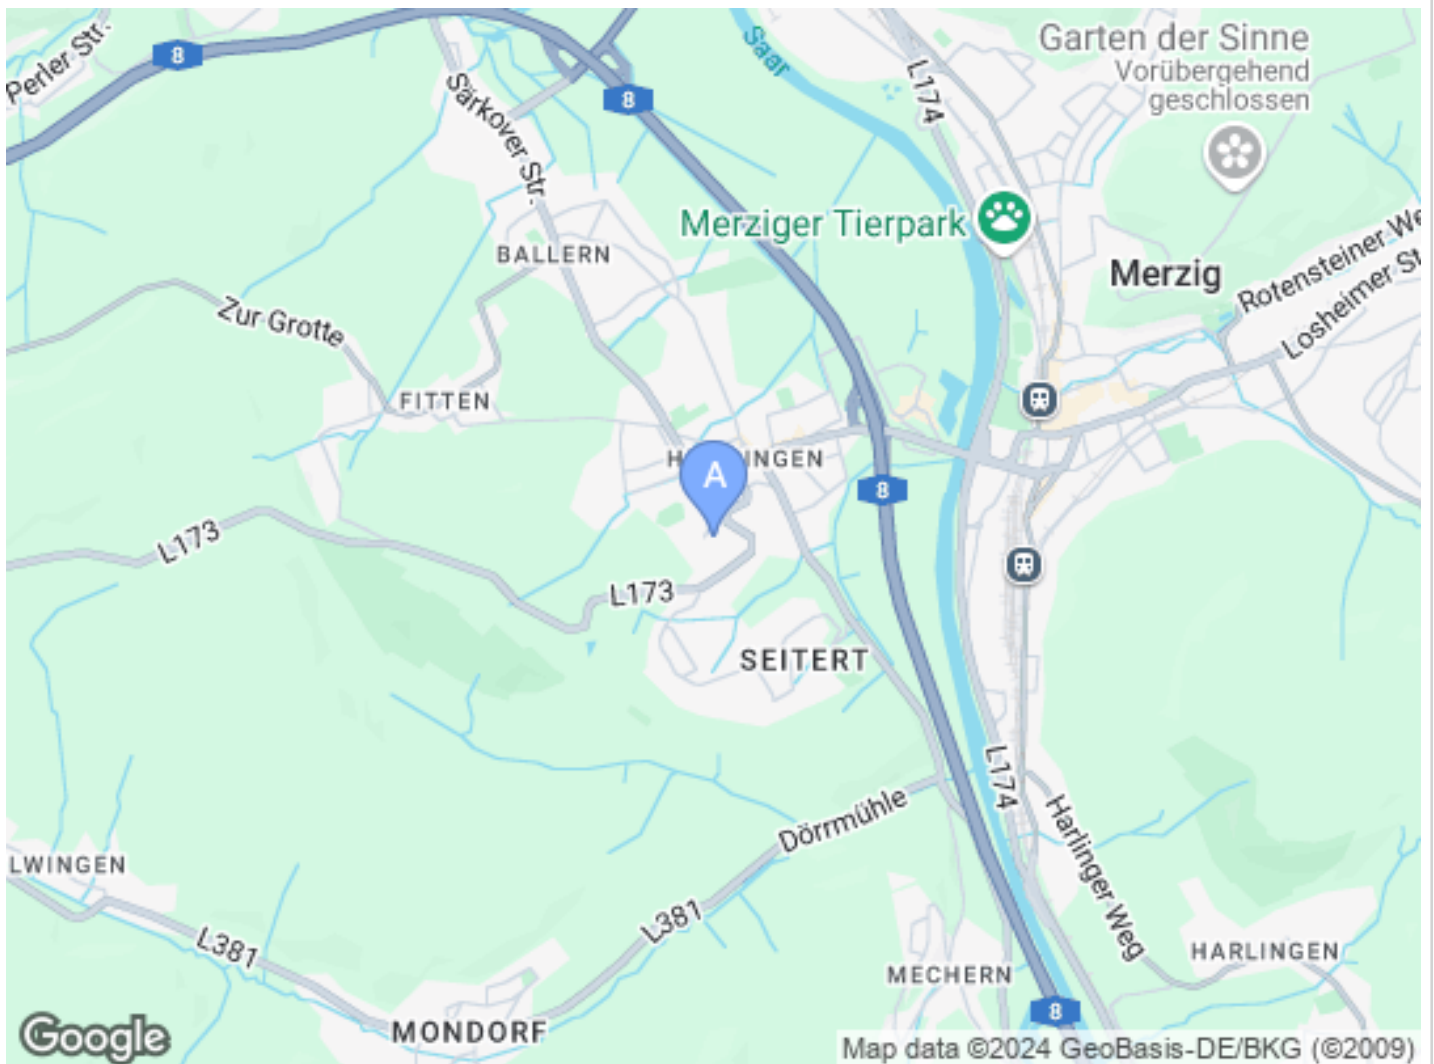 Garten der Sinne
Vorübergehend
geschlossen
Perler Str.
8
8
Saar
L174
Särkover Str.
Merziger Tierpark
Merzig
Rotensteiner We
Losheimer St
BALLERN
Zur Grotte
FITTEN
A
8
L173
L173
SEITERT
L174
Dörrmühle
Harlinger Weg
LWINGEN
L381
L381
HARLINGEN
MECHERN
8
MONDORF
Google
Map data ©2024 GeoBasis-DE/BKG (©2009)